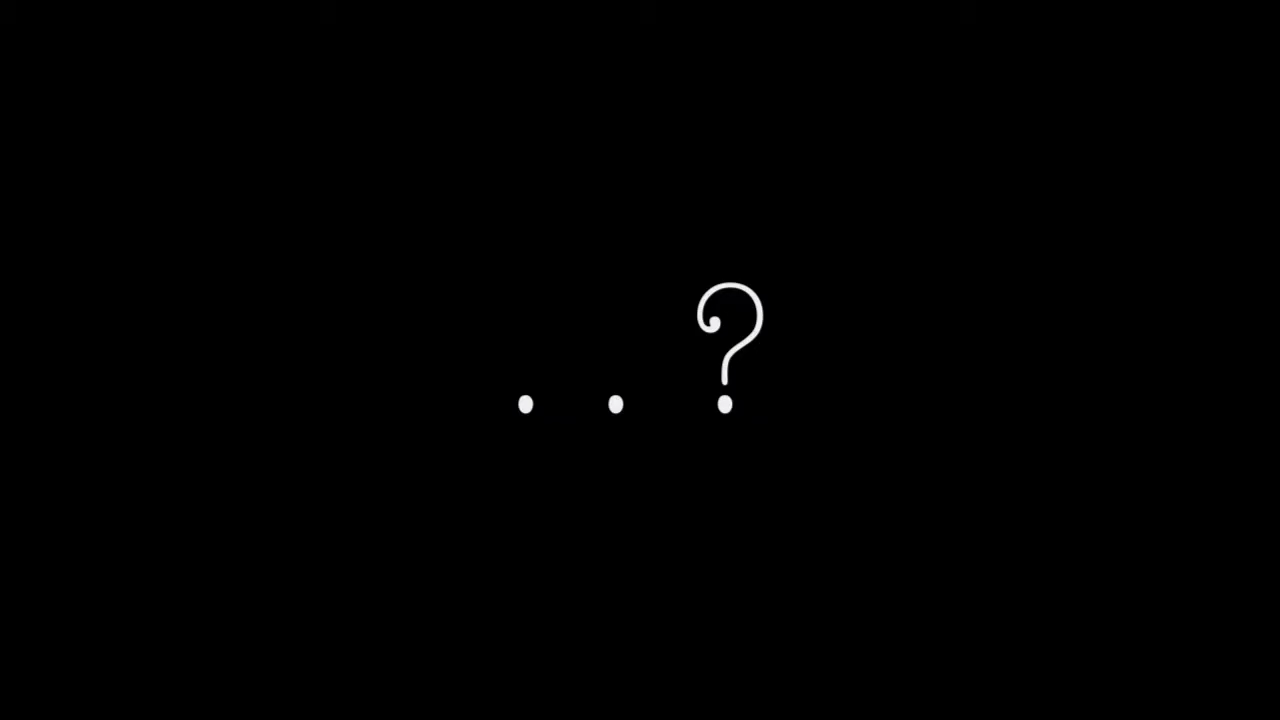 . . ?